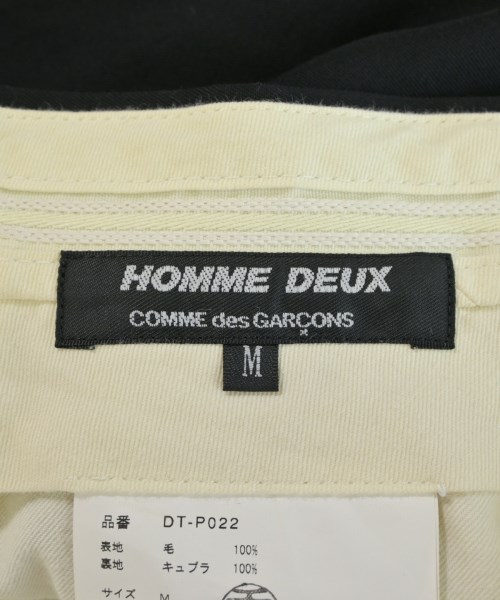 HOMME DEUX
COMME des GARÇONS
M
品番 DT-P022
表地 毛 100%
裏地 キュプラ 100%
サイズ M